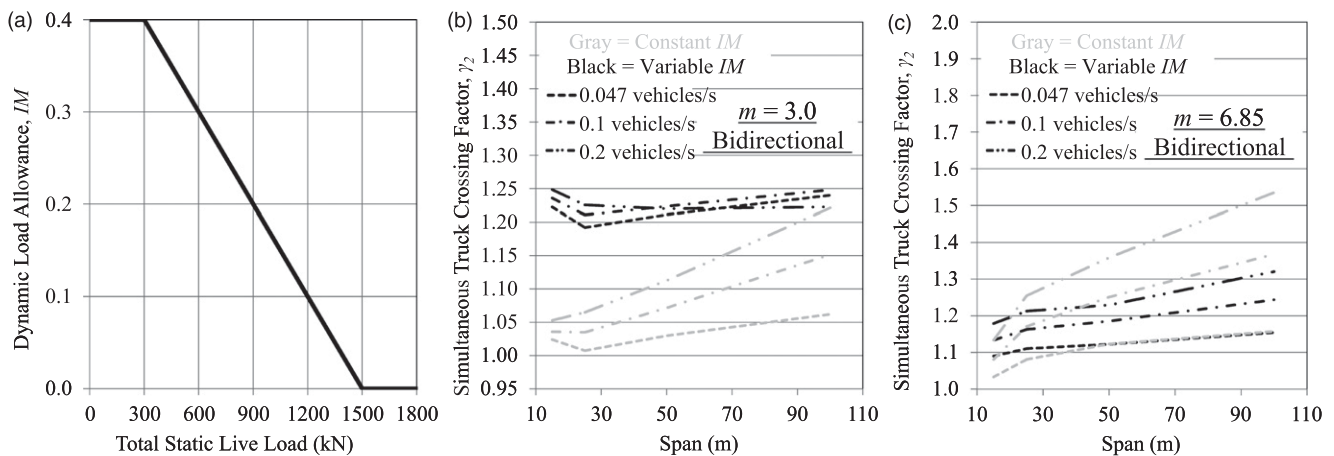 (a)
0.4
0.3
0.2
0.1
0.0
Dynamic Load Allowance, IM
0 300 600 900 1200 1500 1800
Total Static Live Load (kN)
(b)
1.50
1.45
1.40
1.35
1.30
1.25
1.20
1.15
1.10
1.05
1.00
0.95
Simultaneous Truck Crossing Factor, γ2
Gray = Constant IM
Black = Variable IM
0.047 vehicles/s
0.1 vehicles/s
0.2 vehicles/s
m = 3.0
Bidirectional
10 30 50 70 90 110
Span (m)
(c)
2.0
1.9
1.8
1.7
1.6
1.5
1.4
1.3
1.2
1.1
1.0
Simultaneous Truck Crossing Factor, γ2
Gray = Constant IM
Black = Variable IM
0.047 vehicles/s
0.1 vehicles/s
0.2 vehicles/s
m = 6.85
Bidirectional
10 30 50 70 90 110
Span (m)